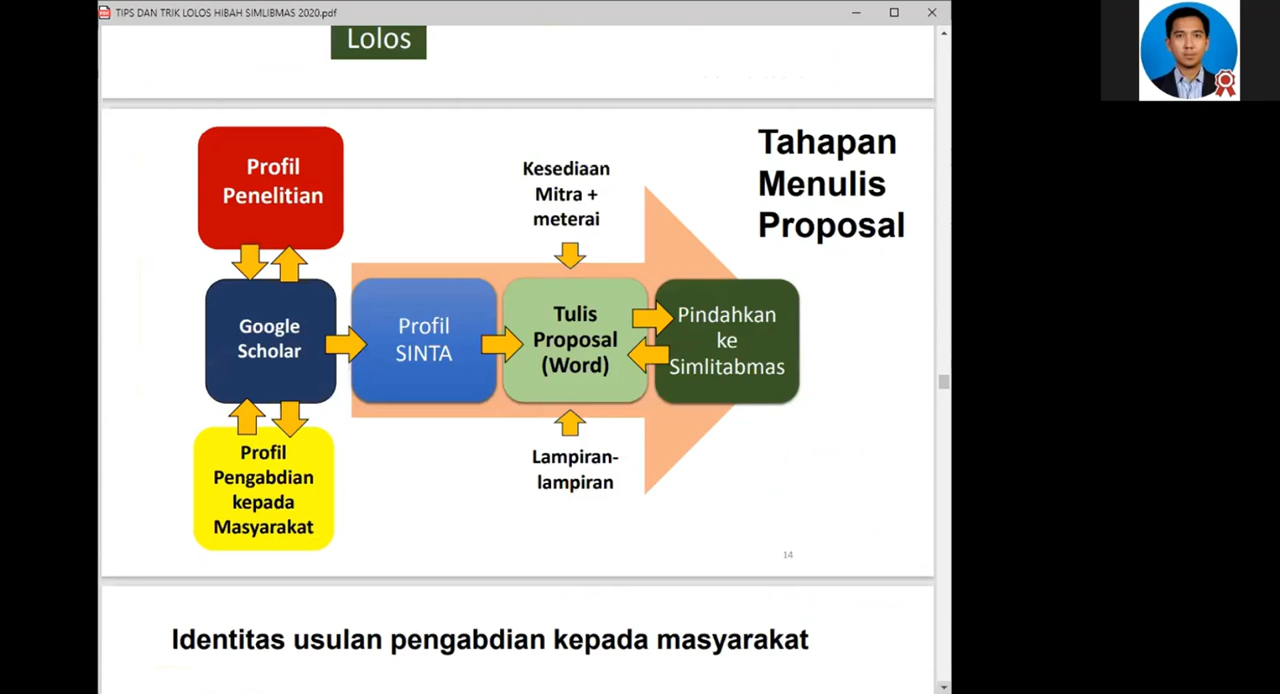 TIPS DAN TRIK LOLOS HIBAH SIMLIBMAS 2020.pdf
Lolos
Tahapan
Menulis
Proposal
Profil
Penelitian
Kesediaan
Mitra +
meterai
Google
Scholar
Profil
SINTA
Tulis
Proposal
(Word)
Pindahkan
ke
Simlitabmas
Profil
Pengabdian
kepada
Masyarakat
Lampiran-
lampiran
14
Identitas usulan pengabdian kepada masyarakat